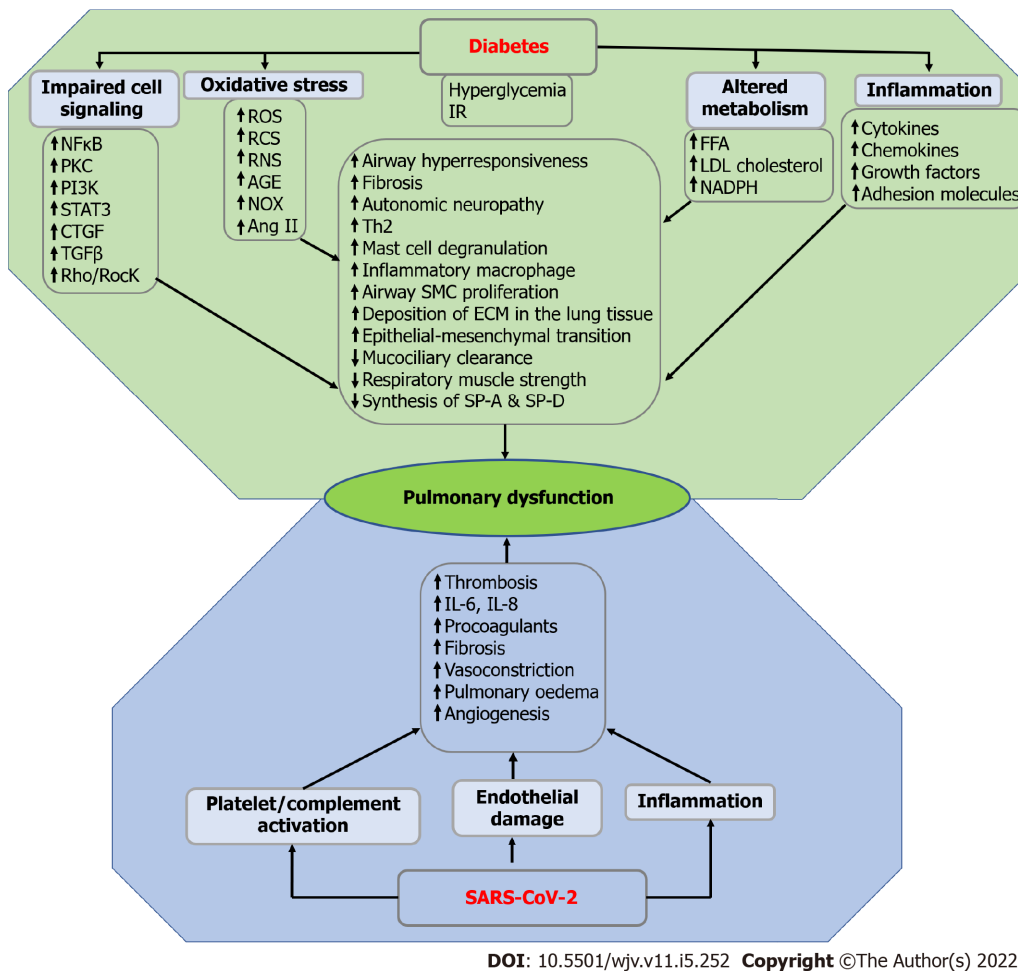 Diabetes
Hyperglycemia
IR
Impaired cell
signaling
↑NFκB
↑PKC
↑PI3K
↑STAT3
↑CTGF
↑TGFβ
↑Rho/RocK
Oxidative stress
↑ROS
↑RCS
↑RNS
↑AGE
↑NOX
↑Ang II
Altered
metabolism
↑FFA
↑LDL cholesterol
↑NADPH
Inflammation
↑Cytokines
↑Chemokines
↑Growth factors
↑Adhesion molecules
↑Airway hyperresponsiveness
↑Fibrosis
↑Autonomic neuropathy
↑Th2
↑Mast cell degranulation
↑Inflammatory macrophage
↑Airway SMC proliferation
↑Deposition of ECM in the lung tissue
↑Epithelial-mesenchymal transition
↓Mucociliary clearance
↓Respiratory muscle strength
↓Synthesis of SP-A & SP-D
Pulmonary dysfunction
↑Thrombosis
↑IL-6, IL-8
↑Procoagulants
↑Fibrosis
↑Vasoconstriction
↑Pulmonary oedema
↑Angiogenesis
Platelet/complement
activation
Endothelial
damage
Inflammation
SARS-CoV-2
DOI: 10.5501/wjv.v11.i5.252 Copyright ©The Author(s) 2022